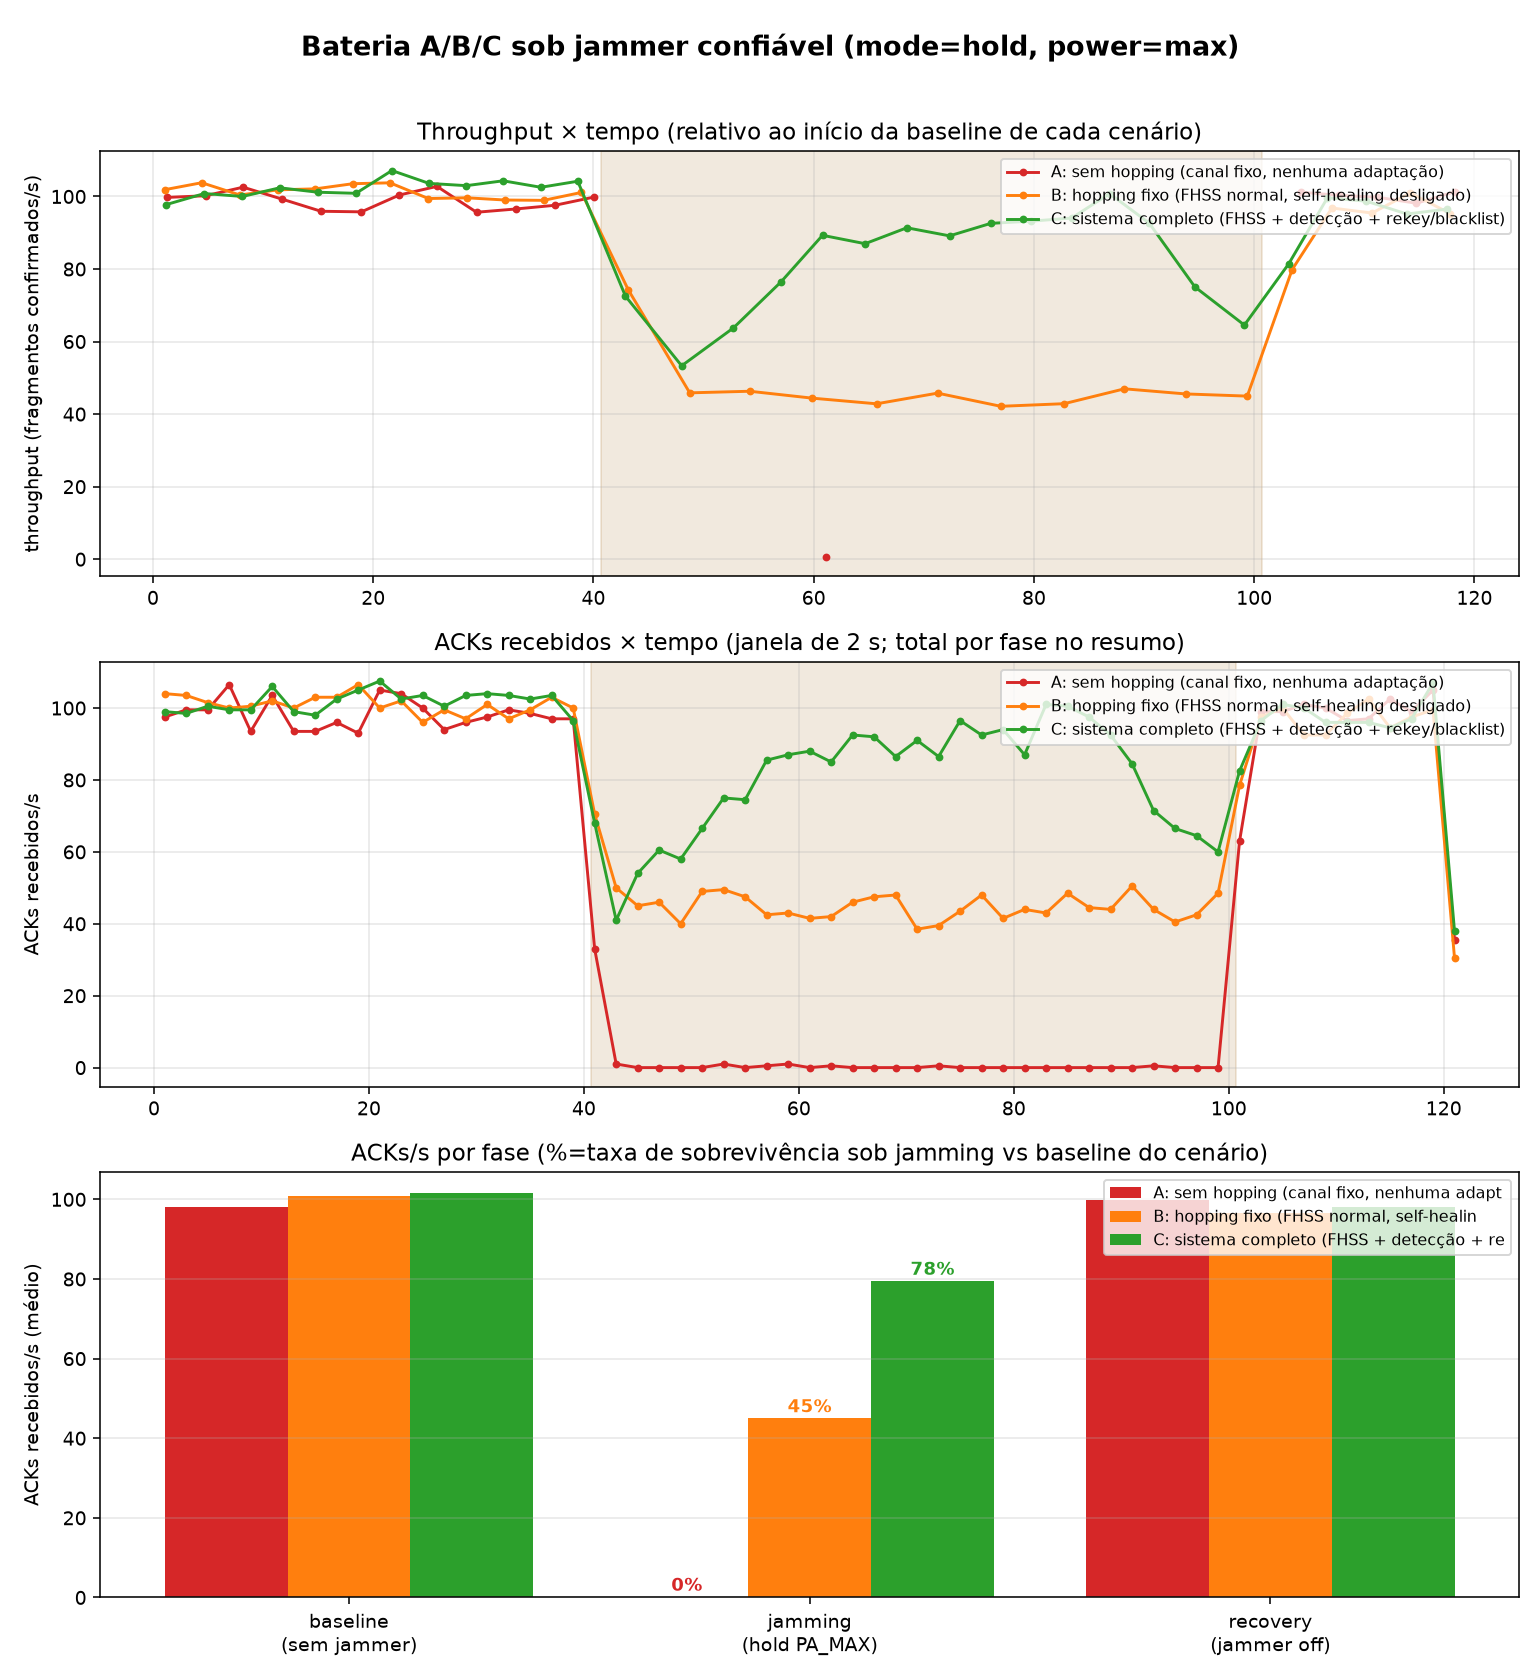 Bateria A/B/C sob jammer confiável (mode=hold, power=max)
Throughput × tempo (relativo ao início da baseline de cada cenário)
throughput (fragmentos confirmados/s)
100
80
60
40
20
0
A: sem hopping (canal fixo, nenhuma adaptação)
B: hopping fixo (FHSS normal, self-healing desligado)
C: sistema completo (FHSS + detecção + rekey/blacklist)
0 20 40 60 80 100 120
ACKs recebidos × tempo (janela de 2 s; total por fase no resumo)
ACKs recebidos/s
100
80
60
40
20
0
A: sem hopping (canal fixo, nenhuma adaptação)
B: hopping fixo (FHSS normal, self-healing desligado)
C: sistema completo (FHSS + detecção + rekey/blacklist)
0 20 40 60 80 100 120
ACKs/s por fase (%=taxa de sobrevivência sob jamming vs baseline do cenário)
ACKs recebidos/s (médio)
100
80
60
40
20
0
A: sem hopping (canal fixo, nenhuma adapt
B: hopping fixo (FHSS normal, self-healin
C: sistema completo (FHSS + detecção + re
78%
45%
0%
baseline
(sem jammer)
jamming
(hold PA_MAX)
recovery
(jammer off)